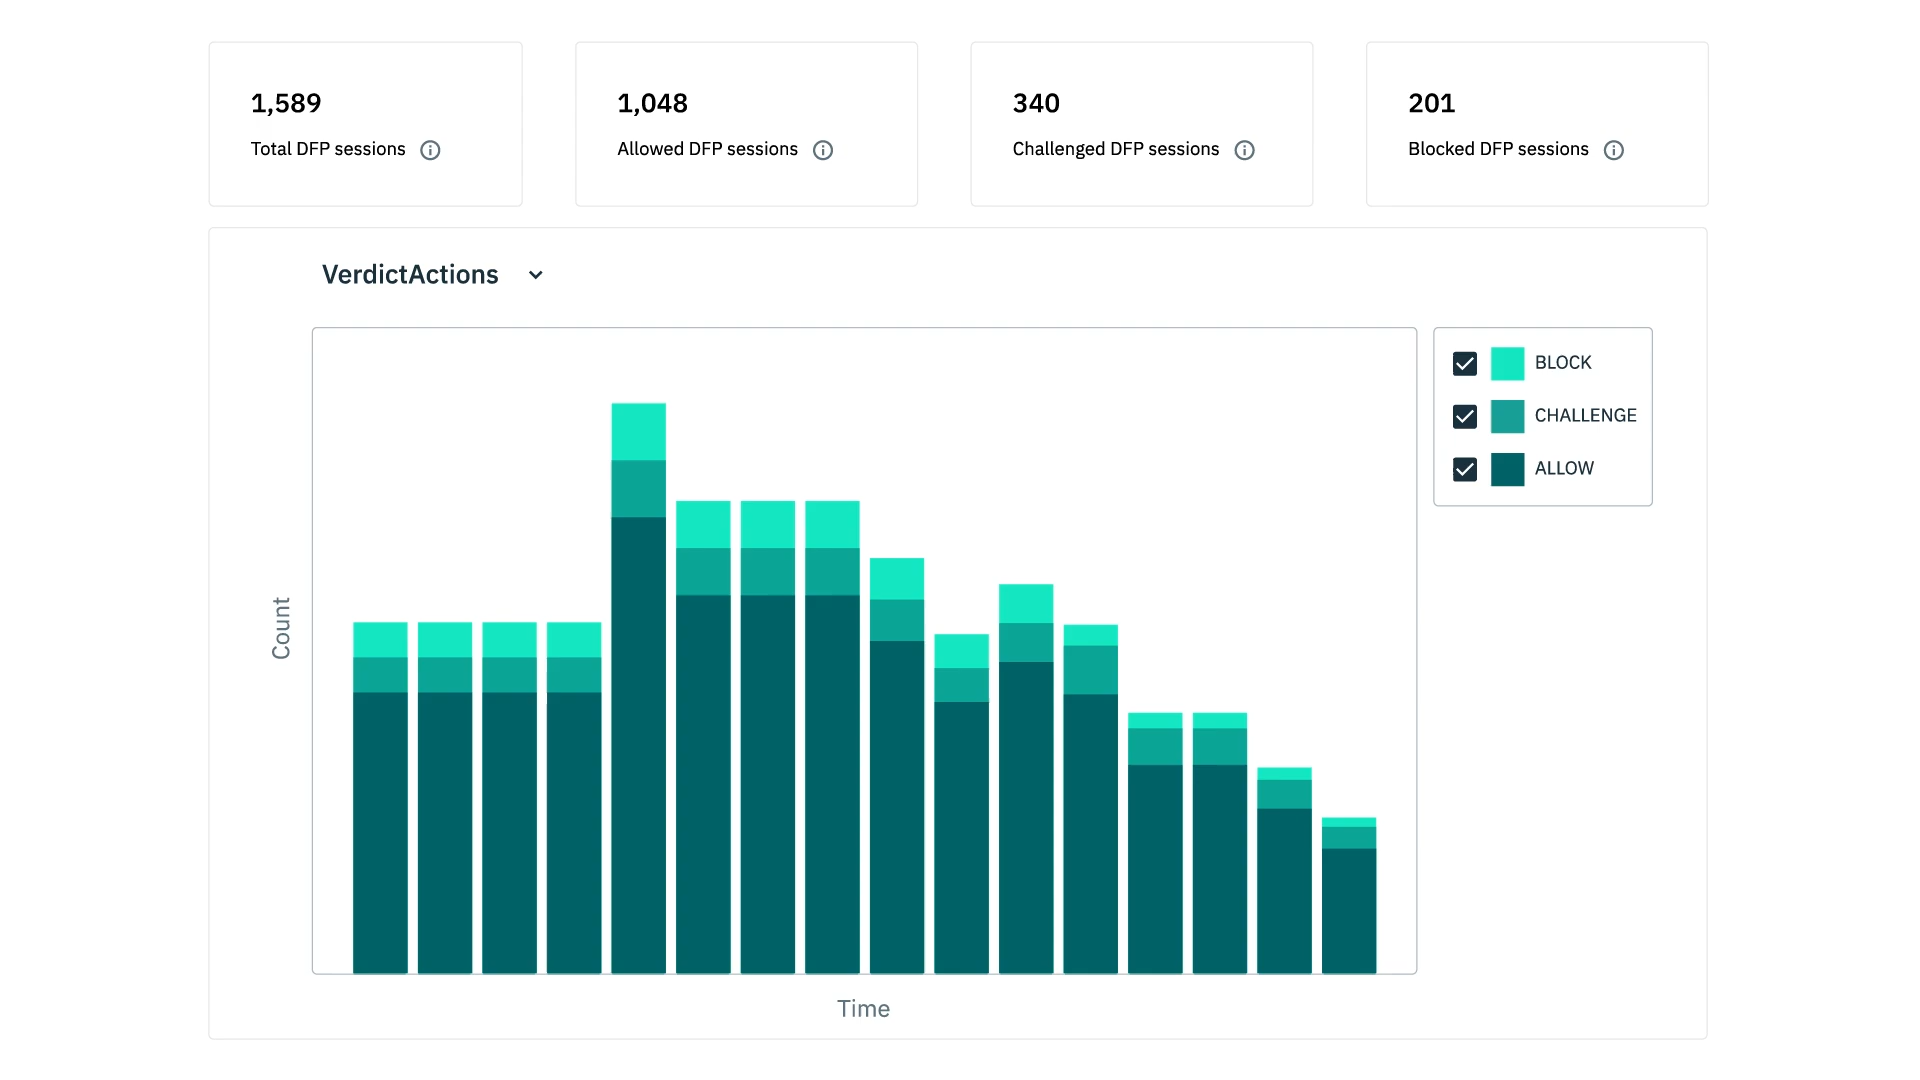 1,589
Total DFP sessions
1,048
Allowed DFP sessions
340
Challenged DFP sessions
201
Blocked DFP sessions
VerdictActions
BLOCK
CHALLENGE
ALLOW
Count
Time